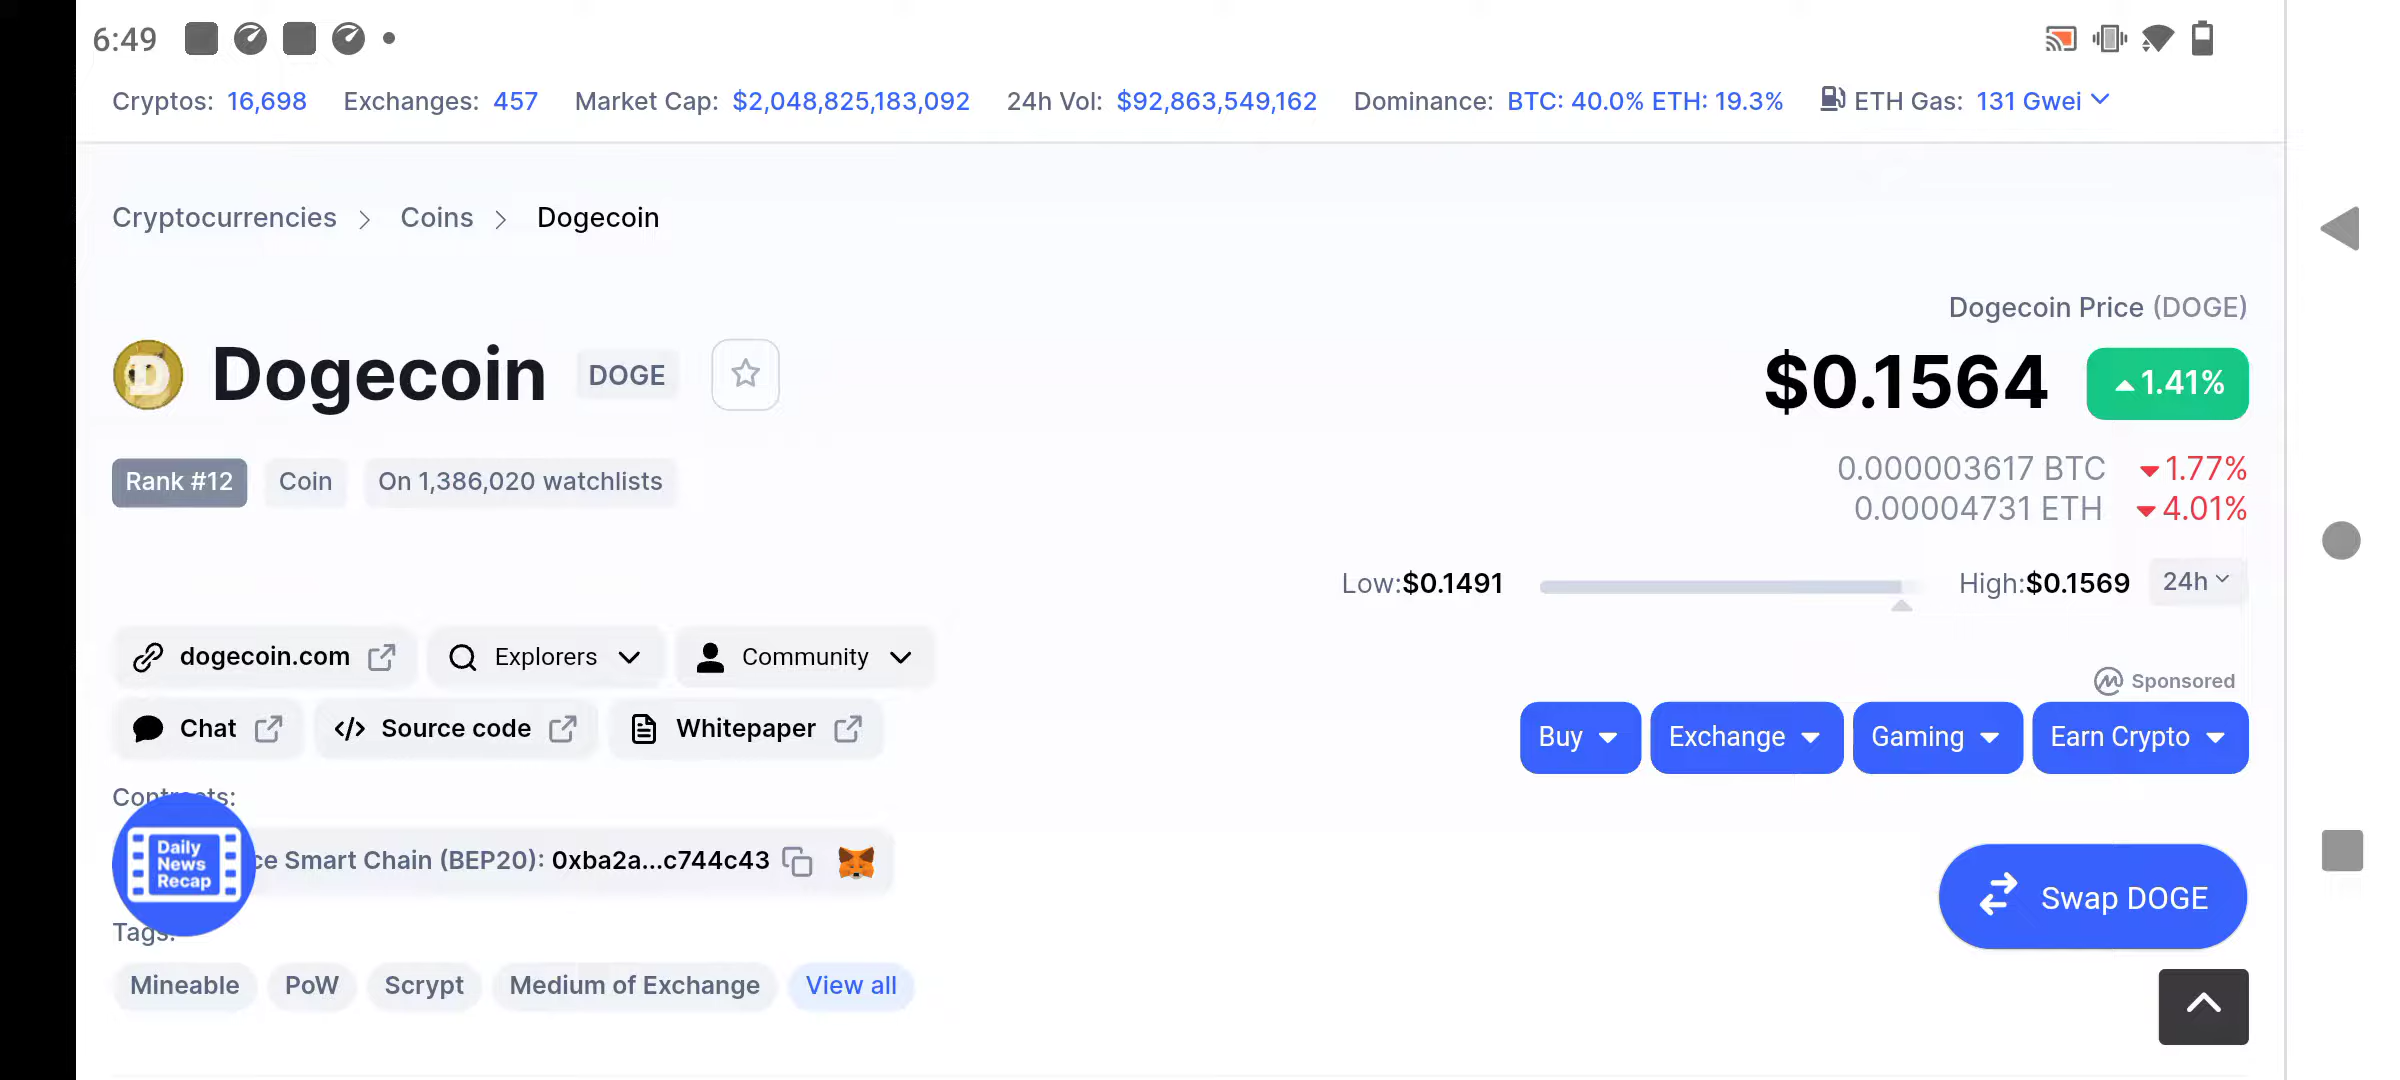 6:49
Cryptos: 16,698 Exchanges: 457 Market Cap: $2,048,825,183,092 24h Vol: $92,863,549,162 Dominance: BTC: 40.0% ETH: 19.3% ETH Gas: 131 Gwei
Cryptocurrencies > Coins > Dogecoin
Dogecoin Price (DOGE)
Dogecoin DOGE
$0.1564 1.41%
Rank #12 Coin On 1,386,020 watchlists
0.000003617 BTC 1.77%
0.00004731 ETH 4.01%
Low:$0.1491 High:$0.1569 24h
dogecoin.com Explorers Community
Sponsored
Chat </> Source code Whitepaper
Buy Exchange Gaming Earn Crypto
Daily
News
Recap
Smart Chain (BEP20): 0xba2a...c744c43
Swap DOGE
Tags:
Mineable PoW Scrypt Medium of Exchange View all